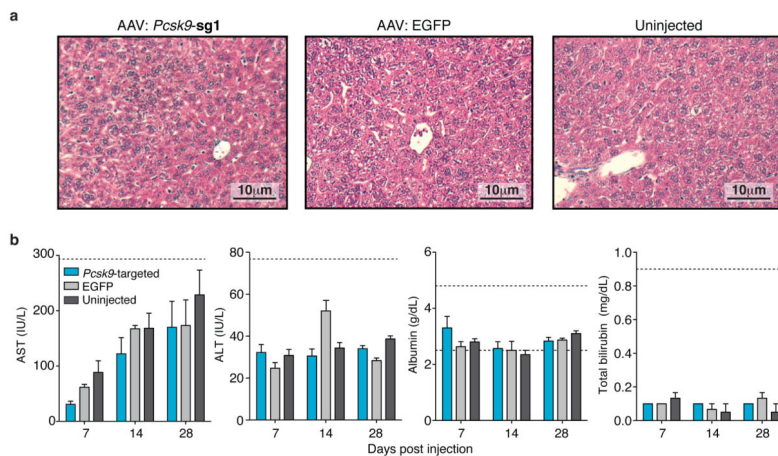 a
AAV: Pcsk9-sg1
AAV: EGFP
Uninjected
10μm
10μm
10μm
b
300
200
100
0
AST (IU/L)
Pcsk9-targeted
EGFP
Uninjected
7
14
28
80
60
40
20
0
ALT (IU/L)
7
14
28
6
4
2
0
Albumin (g/dL)
7
14
28
1.0
0.8
0.6
0.4
0.2
0.0
Total bilirubin (mg/dL)
7
14
28
Days post injection